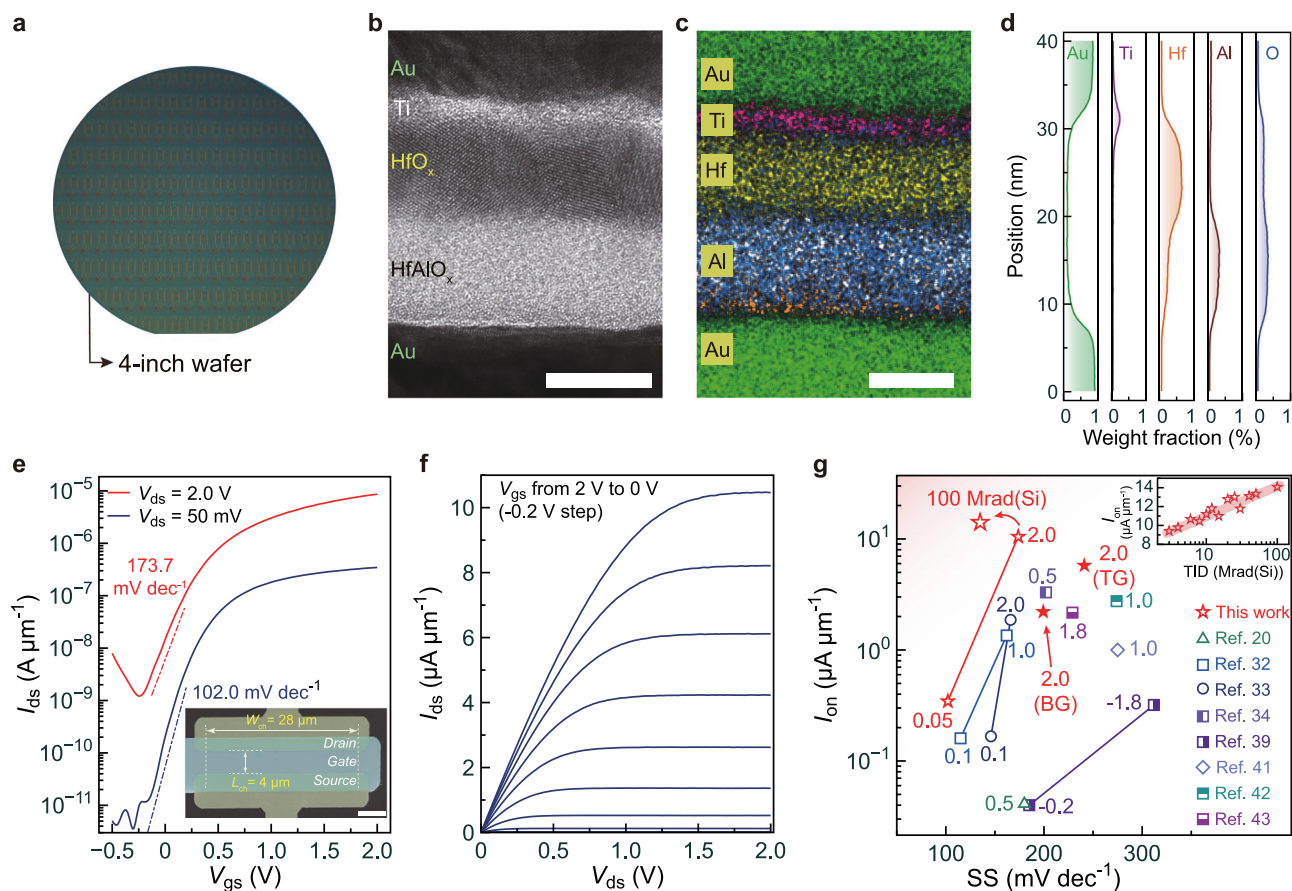 a
4-inch wafer
b
Au
Ti
HfOx
HfAlOx
Au
c
Au
Ti
Hf
Al
Au
d
Au Ti Hf Al O
40
30
20
10
0
Position (nm)
0 1 0 1 0 1 0 1 0 1
Weight fraction (%)
e
Vds = 2.0 V
Vds = 50 mV
173.7
mV dec⁻¹
102.0 mV dec⁻¹
Wch = 28 μm
Drain
Gate
Source
Lch = 4 μm
10⁻⁵
10⁻⁶
10⁻⁷
10⁻⁸
10⁻⁹
10⁻¹⁰
10⁻¹¹
Ids (A μm⁻¹)
−0.5 0 0.5 1.0 1.5 2.0
Vgs (V)
f
Vgs from 2 V to 0 V
(-0.2 V step)
10
8
6
4
2
0
Ids (μA μm⁻¹)
0 0.5 1.0 1.5 2.0
Vds (V)
g
100 Mrad(Si)
2.0
2.0
(TG)
0.5
2.0
1.0
1.8
1.0
1.0
2.0
(BG)
0.05
0.1
0.1
-1.8
0.5
-0.2
10¹
10⁰
10⁻¹
Ion (μA μm⁻¹)
100 200 300
SS (mV dec⁻¹)
16
14
12
10
8
Ion
(μA μm⁻¹)
10 100
TID (Mrad(Si))
This work
Ref. 20
Ref. 32
Ref. 33
Ref. 34
Ref. 39
Ref. 41
Ref. 42
Ref. 43